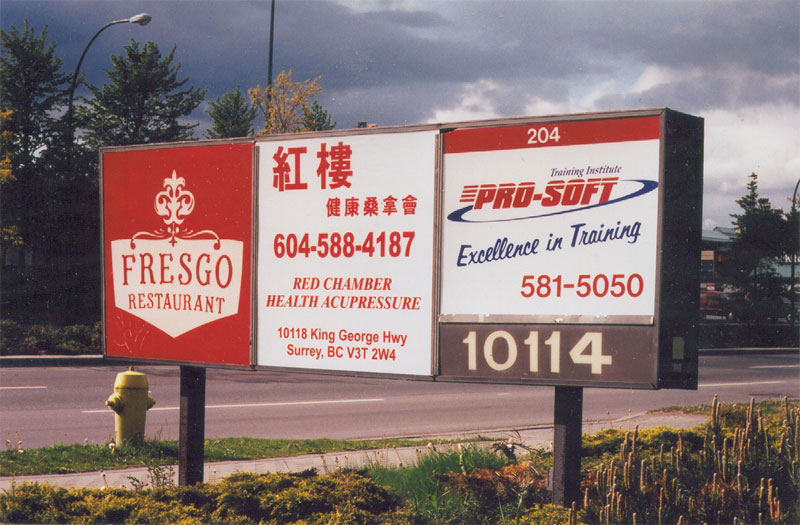 FRESGO
RESTAURANT
紅樓
健康桑拿會
604-588-4187
RED CHAMBER
HEALTH ACUPRESSURE
10118 King George Hwy
Surrey, BC V3T 2W4
204
Training Institute
PRO-SOFT
Excellence in Training
581-5050
10114